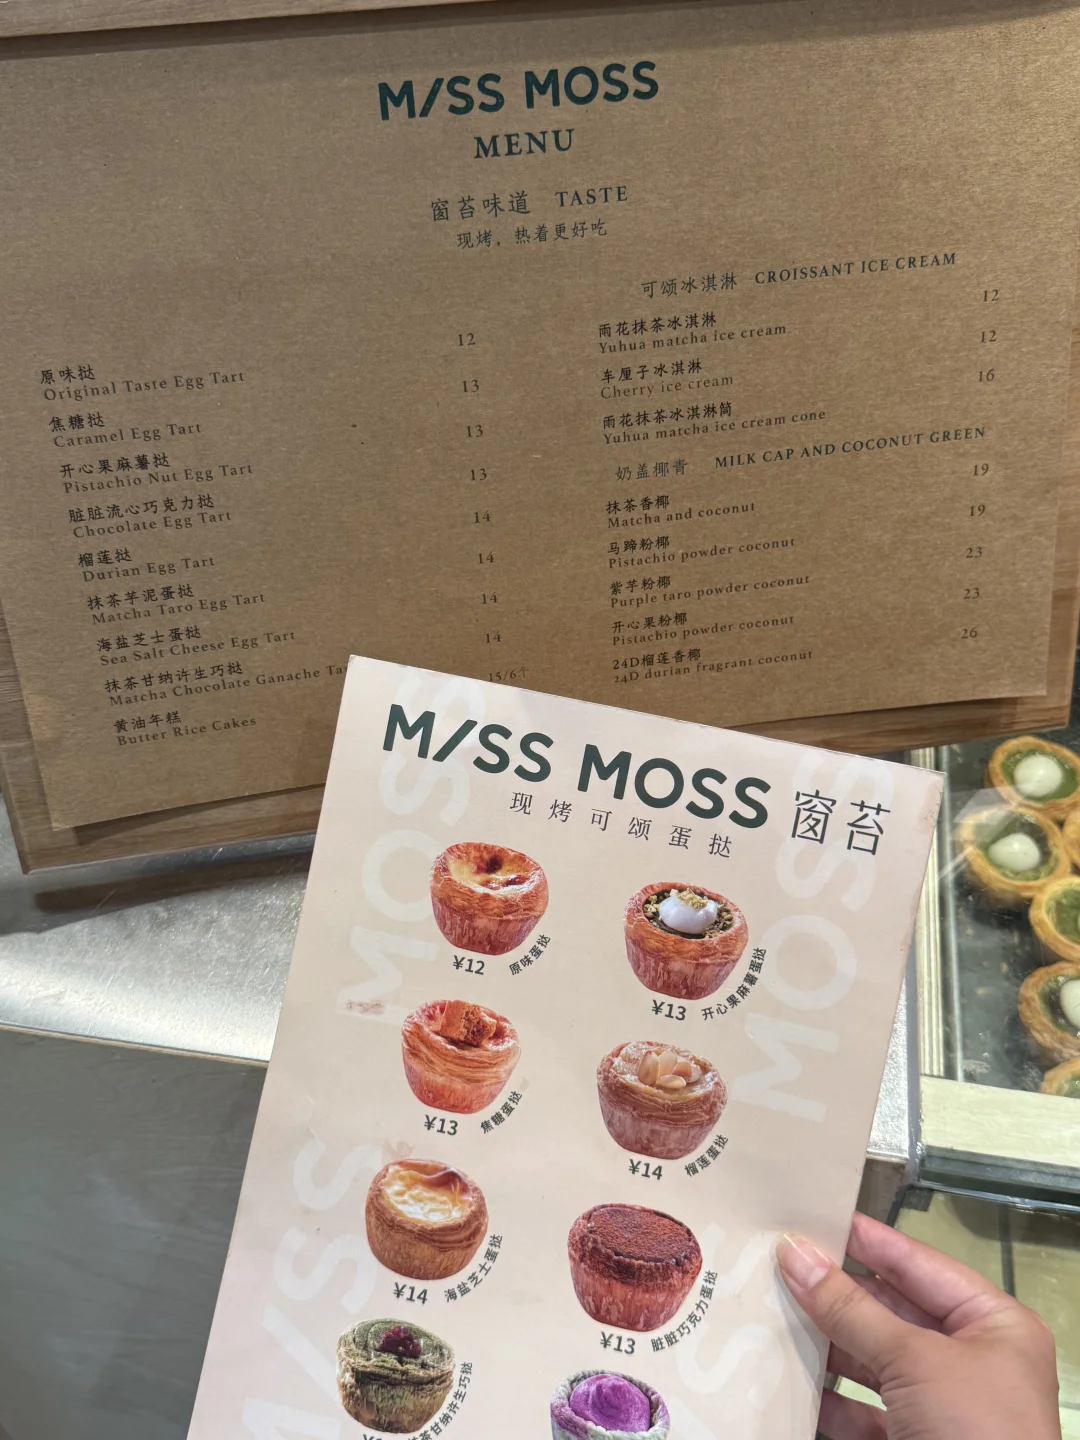 M/SS MOSS
MENU
窗苔味道 TASTE
现烤，热着更好吃
原味挞 12
Original Taste Egg Tart
焦糖挞 13
Caramel Egg Tart
开心果麻薯挞 13
Pistachio Nut Egg Tart
脏脏流心巧克力挞 13
Chocolate Egg Tart
榴莲挞 14
Durian Egg Tart
抹茶芋泥蛋挞 14
Matcha Taro Egg Tart
海盐芝士蛋挞 14
Sea Salt Cheese Egg Tart
抹茶甘纳许生巧挞 14
Matcha Chocolate Ganache Ta
黄油年糕 15/6个
Butter Rice Cakes
可颂冰淇淋 CROISSANT ICE CREAM
雨花抹茶冰淇淋 12
Yuhua matcha ice cream
车厘子冰淇淋 12
Cherry ice cream
雨花抹茶冰淇淋筒 16
Yuhua matcha ice cream cone
奶盖椰青 MILK CAP AND COCONUT GREEN
抹茶香椰 19
Matcha and coconut
马蹄粉椰 19
Pistachio powder coconut
紫芋粉椰 23
Purple taro powder coconut
开心果粉椰 23
Pistachio powder coconut
24D榴莲香椰 26
24D durian fragrant coconut
M/SS MOSS 窗苔
现烤可颂蛋挞
¥12 原味蛋挞
¥13 开心果麻薯蛋挞
¥13 焦糖蛋挞
¥14 榴莲蛋挞
¥14 海盐芝士蛋挞
¥13 脏脏巧克力蛋挞
抹茶甘纳许生巧挞